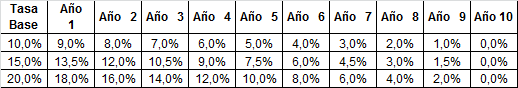 Tasa Base Año 1 Año 2 Año 3 Año 4 Año 5 Año 6 Año 7 Año 8 Año 9 Año 10
10,0% 9,0% 8,0% 7,0% 6,0% 5,0% 4,0% 3,0% 2,0% 1,0% 0,0%
15,0% 13,5% 12,0% 10,5% 9,0% 7,5% 6,0% 4,5% 3,0% 1,5% 0,0%
20,0% 18,0% 16,0% 14,0% 12,0% 10,0% 8,0% 6,0% 4,0% 2,0% 0,0%